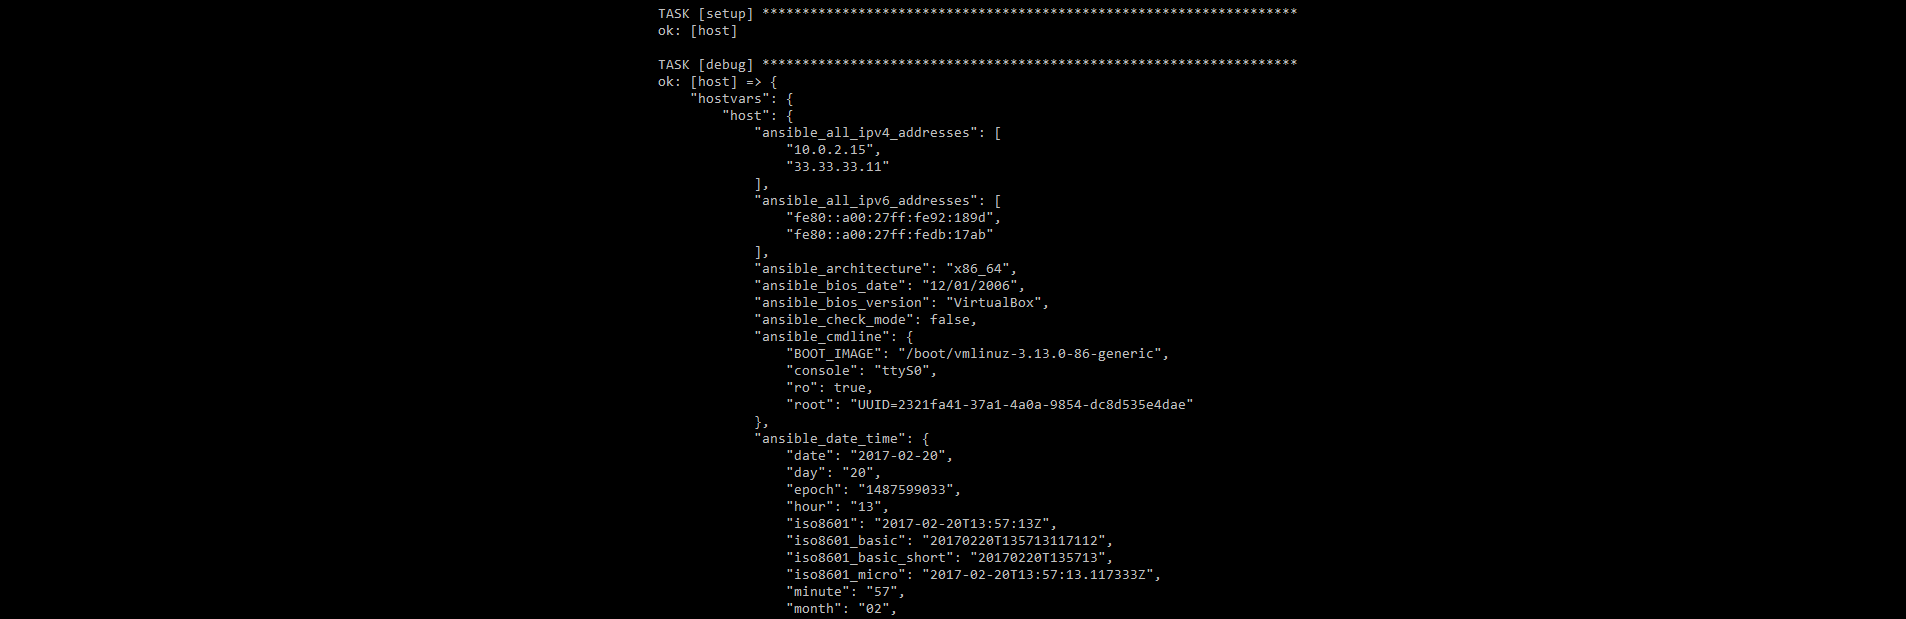 TASK [setup] *******************************************************************
ok: [host]

TASK [debug] *******************************************************************
ok: [host] => {
    "hostvars": {
        "host": {
            "ansible_all_ipv4_addresses": [
                "10.0.2.15",
                "33.33.33.11"
            ],
            "ansible_all_ipv6_addresses": [
                "fe80::a00:27ff:fe92:189d",
                "fe80::a00:27ff:fedb:17ab"
            ],
            "ansible_architecture": "x86_64",
            "ansible_bios_date": "12/01/2006",
            "ansible_bios_version": "VirtualBox",
            "ansible_check_mode": false,
            "ansible_cmdline": {
                "BOOT_IMAGE": "/boot/vmlinuz-3.13.0-86-generic",
                "console": "ttyS0",
                "ro": true,
                "root": "UUID=2321fa41-37a1-4a0a-9854-dc8d535e4dae"
            },
            "ansible_date_time": {
                "date": "2017-02-20",
                "day": "20",
                "epoch": "1487599033",
                "hour": "13",
                "iso8601": "2017-02-20T13:57:13Z",
                "iso8601_basic": "20170220T135713117112",
                "iso8601_basic_short": "20170220T135713",
                "iso8601_micro": "2017-02-20T13:57:13.117333Z",
                "minute": "57",
                "month": "02",